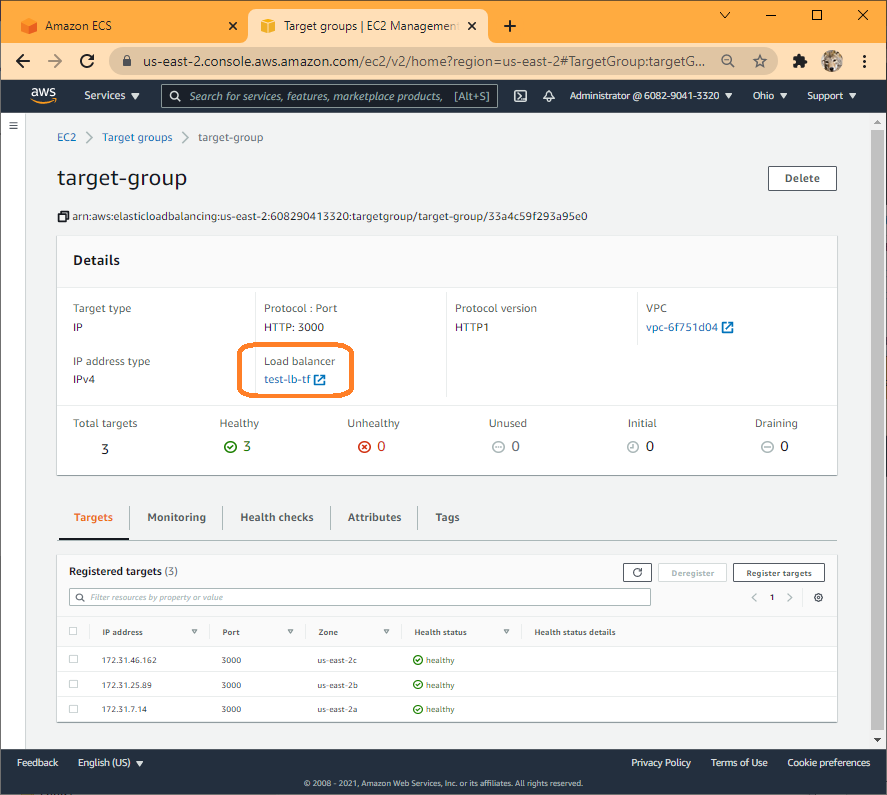 Amazon ECS
Target groups | EC2 Management
us-east-2.console.aws.amazon.com/ec2/v2/home?region=us-east-2#TargetGroup:targetG...
aws Services Search for services, features, marketplace products, [Alt+S] Administrator @ 6082-9041-3320 Ohio Support
EC2 > Target groups > target-group
target-group
Delete
arn:aws:elasticloadbalancing:us-east-2:608290413320:targetgroup/target-group/33a4c59f293a95e0
Details
Target type Protocol : Port Protocol version VPC
IP HTTP: 3000 HTTP1 vpc-6f751d04
IP address type Load balancer
IPv4 test-lb-tf
Total targets Healthy Unhealthy Unused Initial Draining
3 3 0 0 0 0
Targets Monitoring Health checks Attributes Tags
Registered targets (3) Deregister Register targets
Filter resources by property or value 1
IP address Port Zone Health status Health status details
172.31.46.162 3000 us-east-2c healthy
172.31.25.89 3000 us-east-2b healthy
172.31.7.14 3000 us-east-2a healthy
Feedback English (US) Privacy Policy Terms of Use Cookie preferences
© 2008 - 2021, Amazon Web Services, Inc. or its affiliates. All rights reserved.